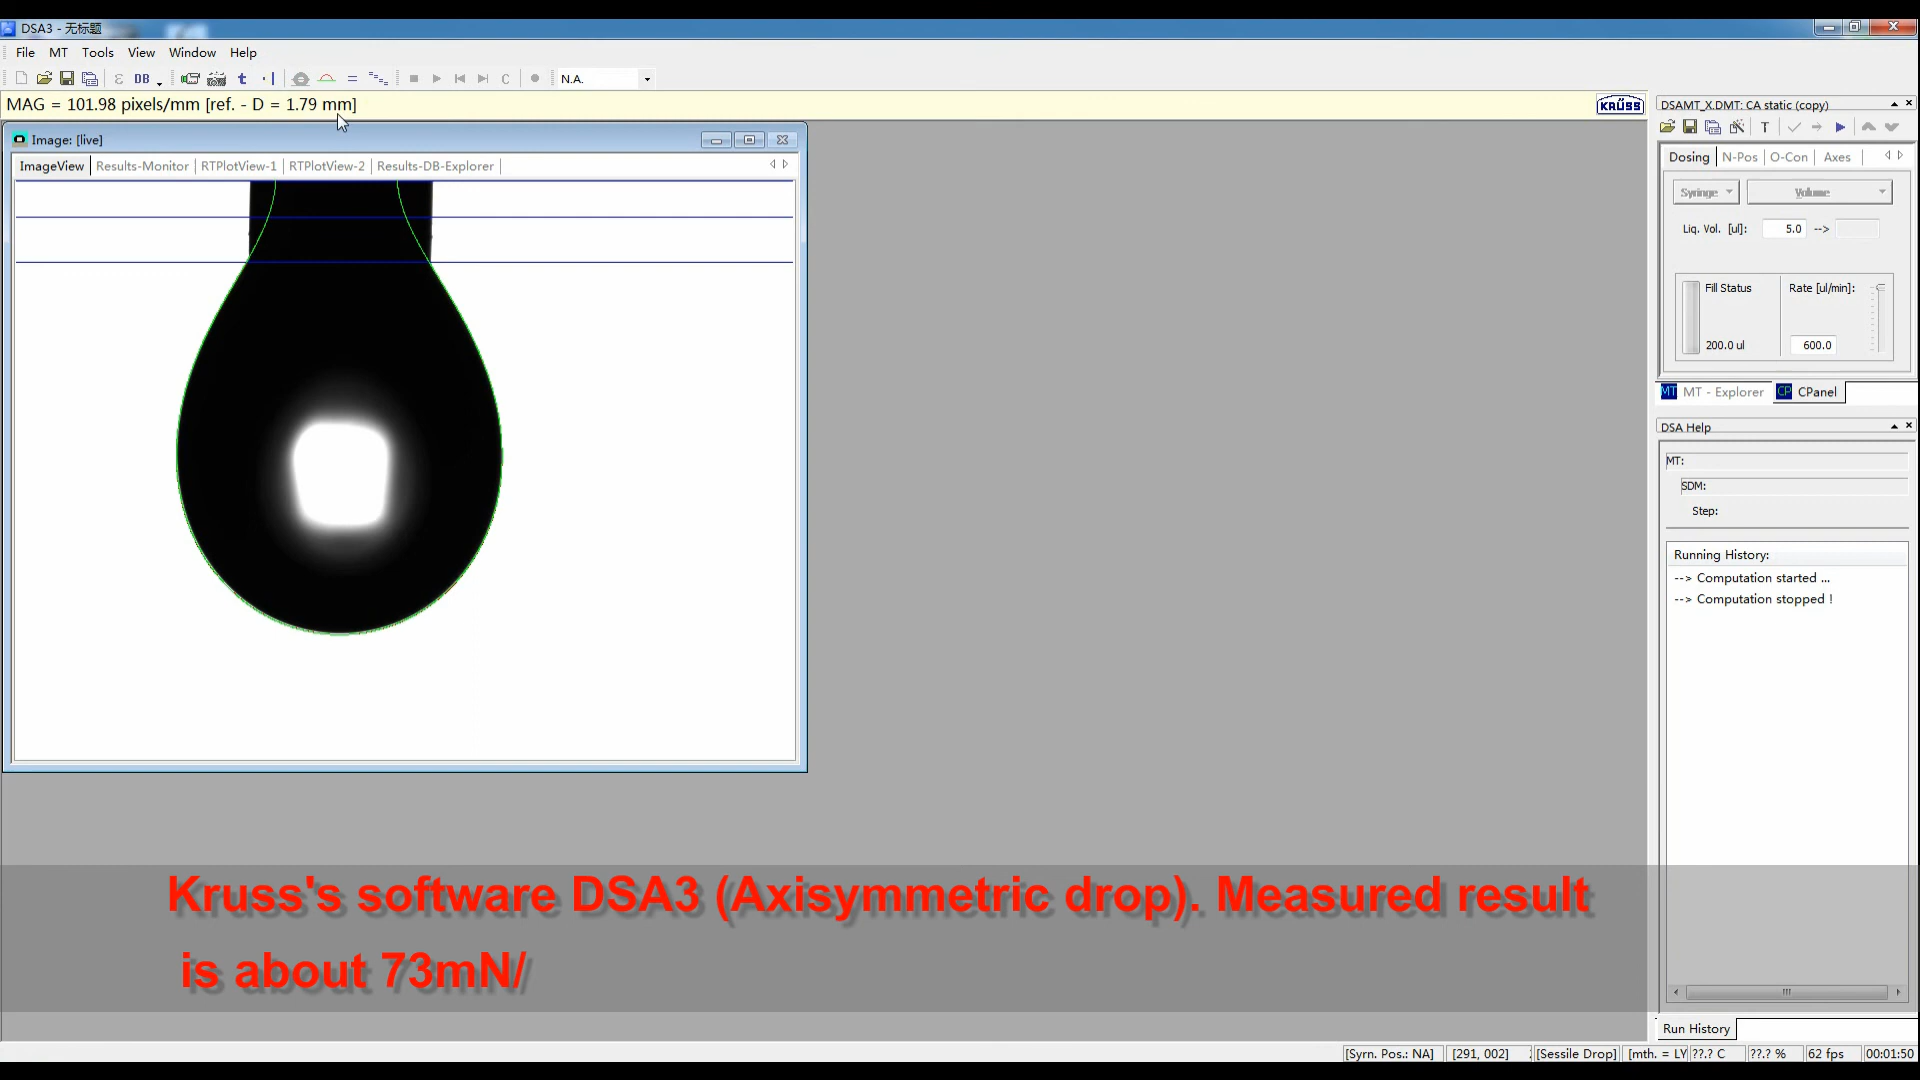 DSA3 - 无标题
File MT Tools View Window Help
ε DB t C N.A.
MAG = 101.98 pixels/mm [ref. - D = 1.79 mm]
KRÜSS
Image: [live]
ImageView Results-Monitor RTPlotView-1 RTPlotView-2 Results-DB-Explorer
DSAMT_X.DMT: CA static (copy)
T
Dosing N-Pos O-Con Axes
Syringe Volume
Liq. Vol. [ul]: 5.0 -->
Fill Status Rate [ul/min]:
200.0 ul 600.0
MT MT - Explorer CP CPanel
DSA Help
MT:
SDM:
Step:
Running History:
--> Computation started ...
--> Computation stopped !
Kruss's software DSA3 (Axisymmetric drop). Measured result
is about 73mN/
Run History
[Syrn. Pos.: NA] [291, 002] [Sessile Drop] [mth. = LY ??.? C ??.? % 62 fps 00:01:50